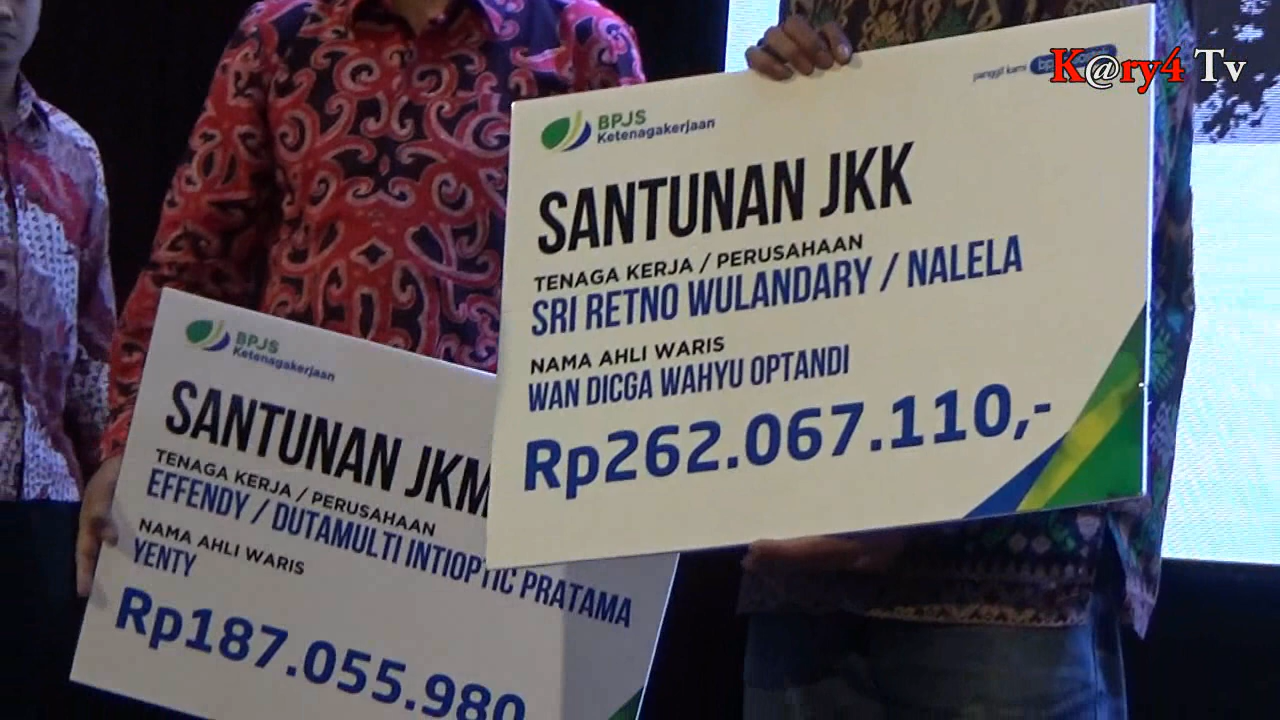 K@ry4 Tv
panggil kami
BPJS
Ketenagakerjaan
SANTUNAN JKK
TENAGA KERJA / PERUSAHAAN
SRI RETNO WULANDARY / NALELA
NAMA AHLI WARIS
WAN DICGA WAHYU OPTANDI
Rp262.067.110,-
BPJS
Ketenagakerjaan
SANTUNAN JKM
TENAGA KERJA / PERUSAHAAN
EFFENDY / DUTAMULTI INTIOPTIC PRATAMA
NAMA AHLI WARIS
YENTY
Rp187.055.980